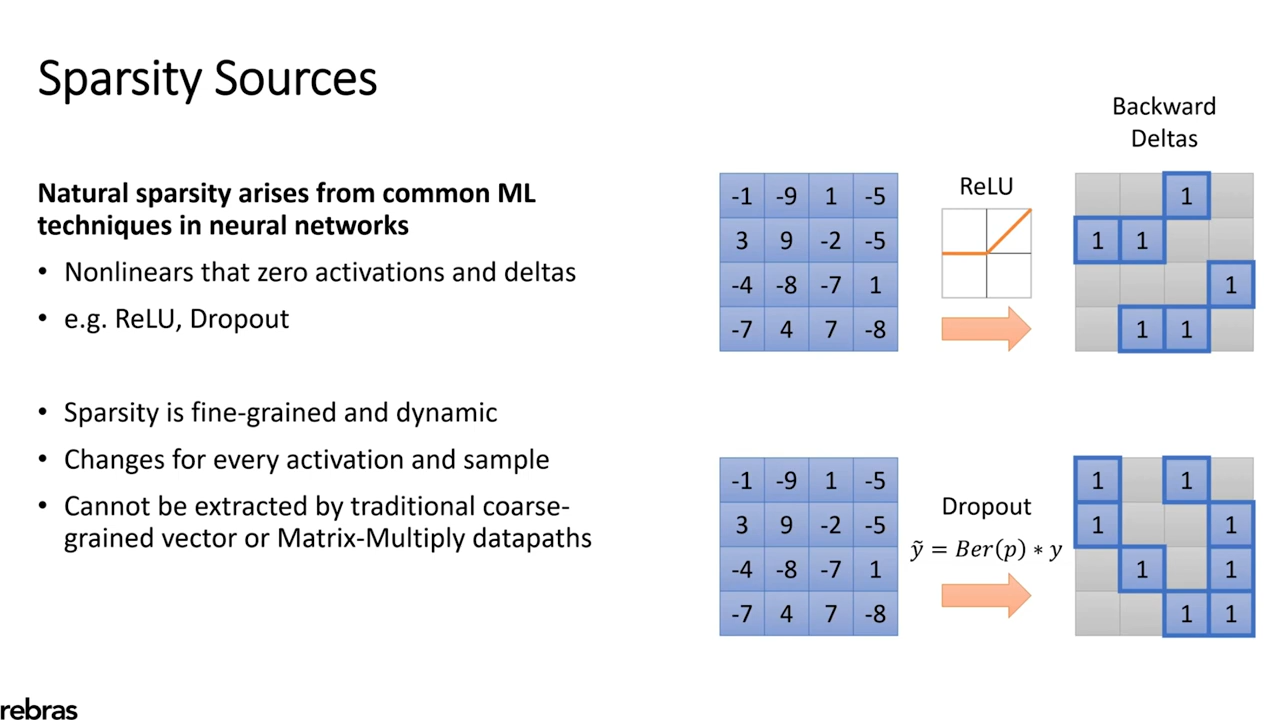 Sparsity Sources
Natural sparsity arises from common ML
techniques in neural networks
• Nonlinears that zero activations and deltas
• e.g. ReLU, Dropout
• Sparsity is fine-grained and dynamic
• Changes for every activation and sample
• Cannot be extracted by traditional coarse-
grained vector or Matrix-Multiply datapaths
Backward
Deltas
-1 -9 1 -5
3 9 -2 -5
-4 -8 -7 1
-7 4 7 -8
ReLU
1
1 1
1
1 1
-1 -9 1 -5
3 9 -2 -5
-4 -8 -7 1
-7 4 7 -8
Dropout
ỹ = Ber(p) ∗ y
1 1
1 1
1 1
1 1
rebras